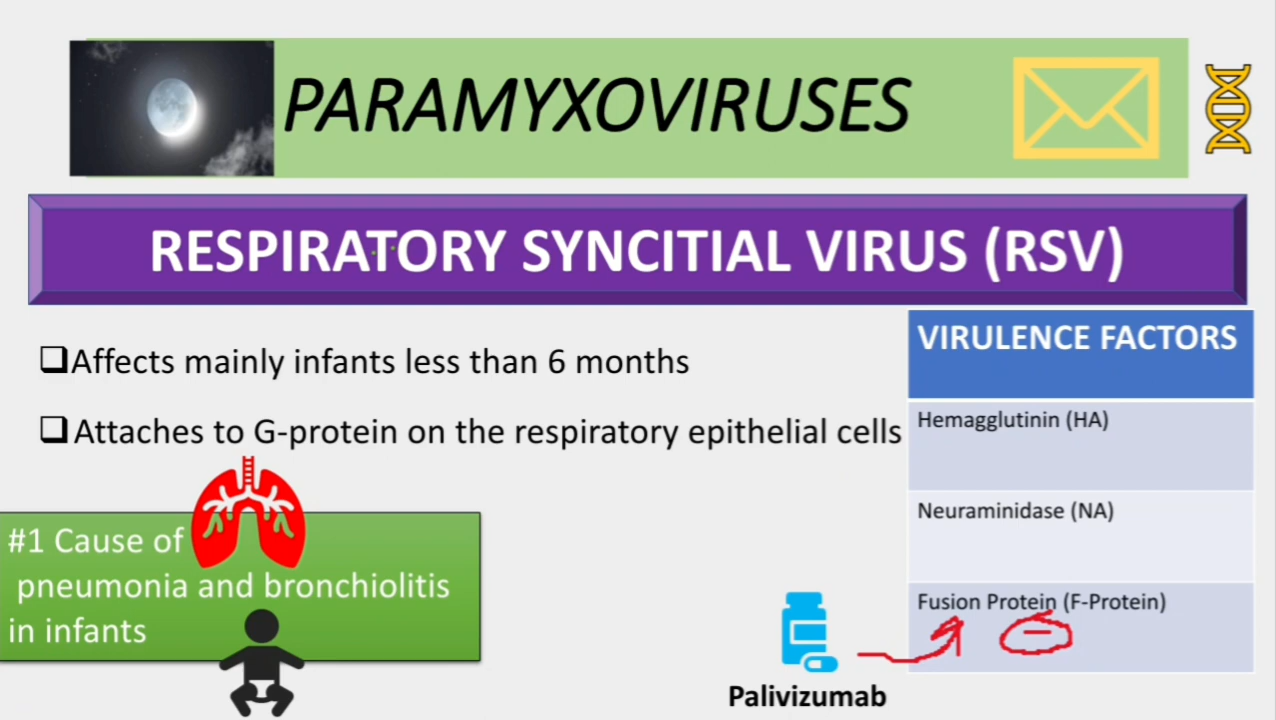 PARAMYXOVIRUSES
RESPIRATORY SYNCITIAL VIRUS (RSV)
Affects mainly infants less than 6 months
Attaches to G-protein on the respiratory epithelial cells
#1 Cause of
pneumonia and bronchiolitis
in infants
VIRULENCE FACTORS
Hemagglutinin (HA)
Neuraminidase (NA)
Fusion Protein (F-Protein)
Palivizumab